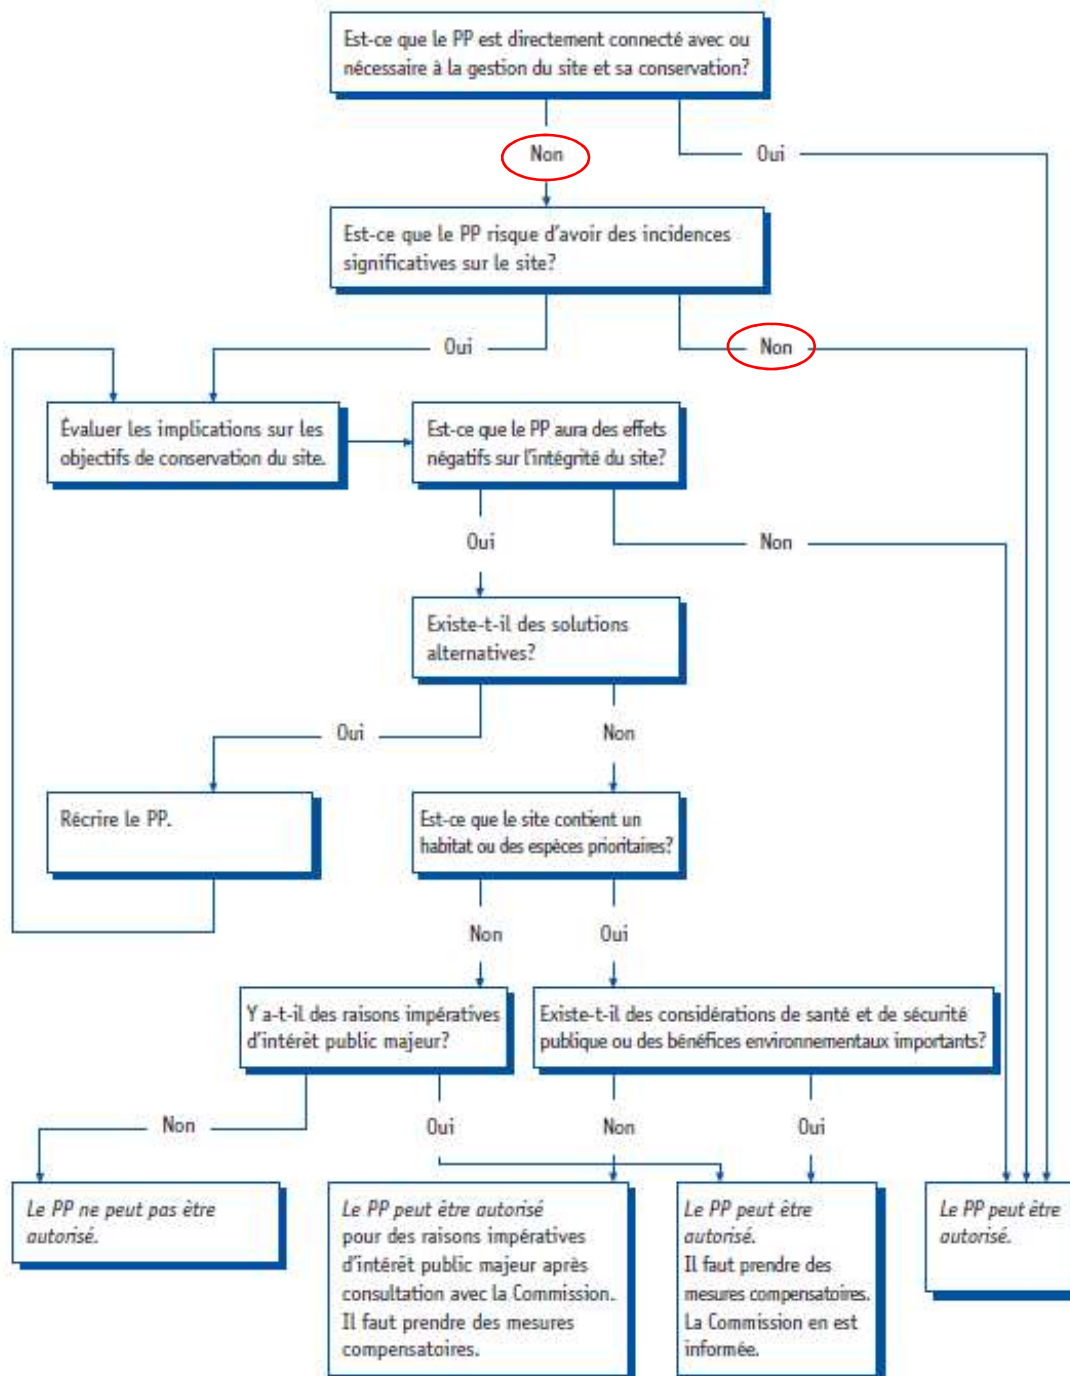 Est-ce que le PP est directement connecté avec ou
nécessaire à la gestion du site et sa conservation?
Non
Oui
Est-ce que le PP risque d'avoir des incidences
significatives sur le site?
Oui
Non
Évaluer les implications sur les
objectifs de conservation du site.
Est-ce que le PP aura des effets
négatifs sur l'intégrité du site?
Oui
Non
Existe-t-il des solutions
alternatives?
Oui
Non
Récrire le PP.
Est-ce que le site contient un
habitat ou des espèces prioritaires?
Non
Oui
Y a-t-il des raisons impératives
d'intérêt public majeur?
Existe-t-il des considérations de santé et de sécurité
publique ou des bénéfices environnementaux importants?
Non
Oui
Non
Oui
Le PP ne peut pas être
autorisé.
Le PP peut être autorisé
pour des raisons impératives
d'intérêt public majeur après
consultation avec la Commission.
Il faut prendre des mesures
compensatoires.
Le PP peut être
autorisé.
Il faut prendre des
mesures compensatoires.
La Commission en est
informée.
Le PP peut être
autorisé.